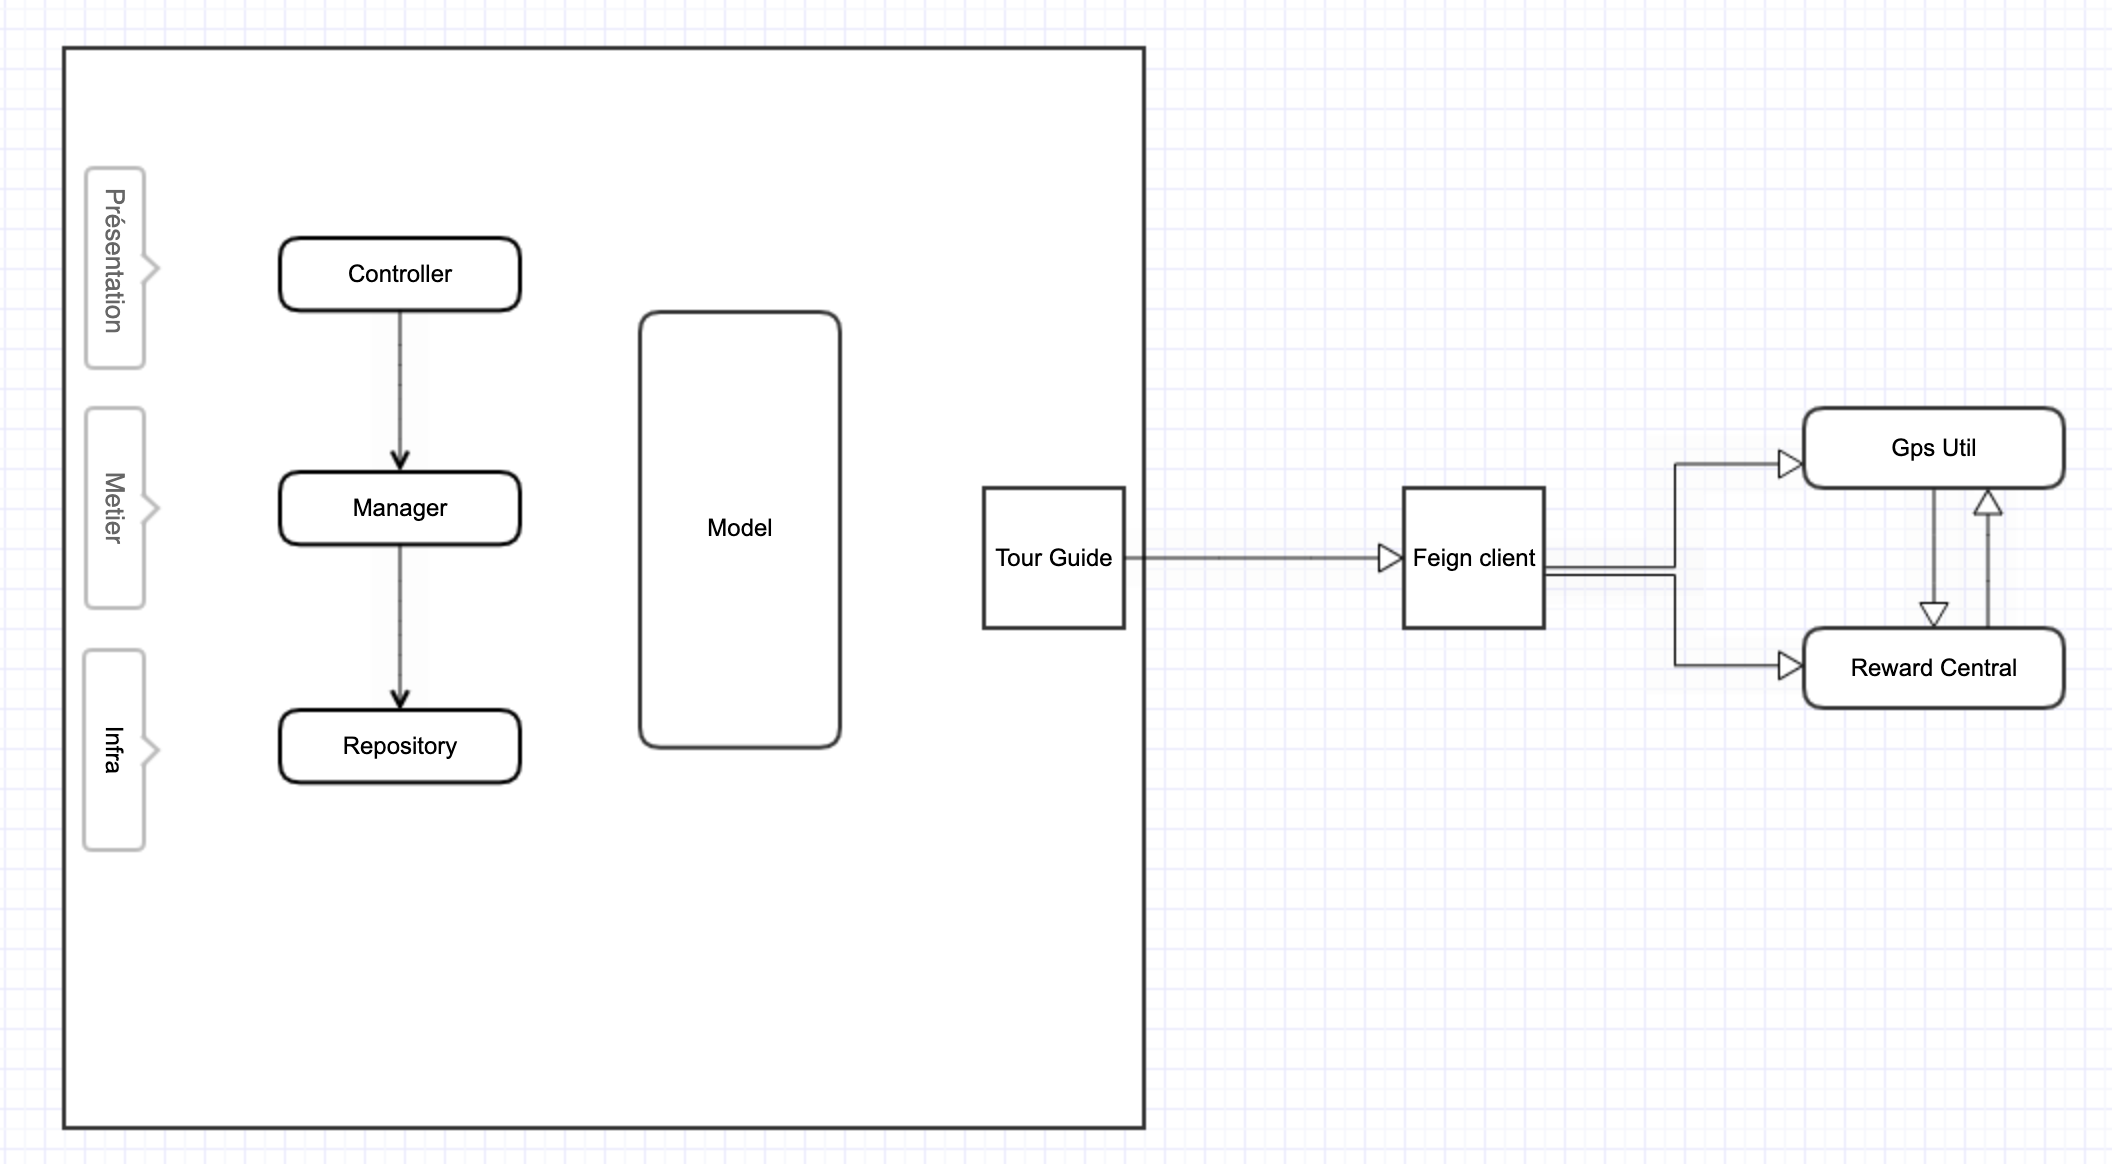 Présentation
Controller
Metier
Manager
Infra
Repository
Model
Tour Guide
Feign client
Gps Util
Reward Central